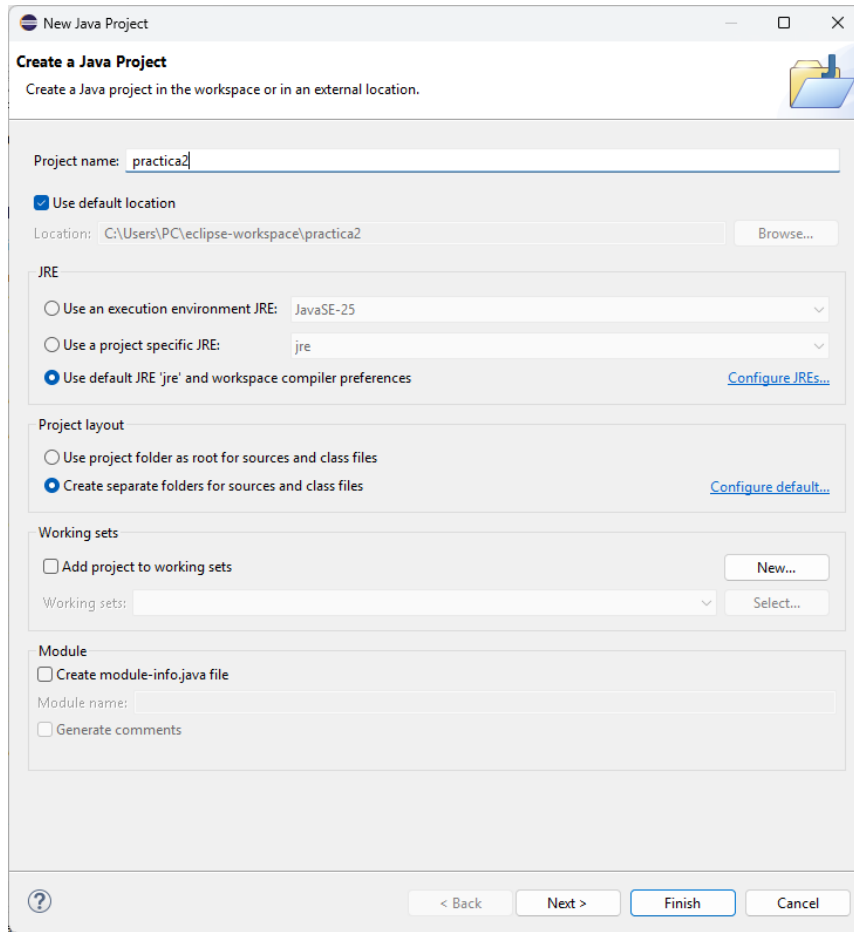 New Java Project
Create a Java Project
Create a Java project in the workspace or in an external location.
Project name: practica2
Use default location
Location: C:\Users\PC\eclipse-workspace\practica2 Browse...
JRE
Use an execution environment JRE: JavaSE-25
Use a project specific JRE: jre
Use default JRE 'jre' and workspace compiler preferences Configure JREs...
Project layout
Use project folder as root for sources and class files
Create separate folders for sources and class files Configure default...
Working sets
Add project to working sets New...
Working sets: Select...
Module
Create module-info.java file
Module name:
Generate comments
? < Back Next > Finish Cancel